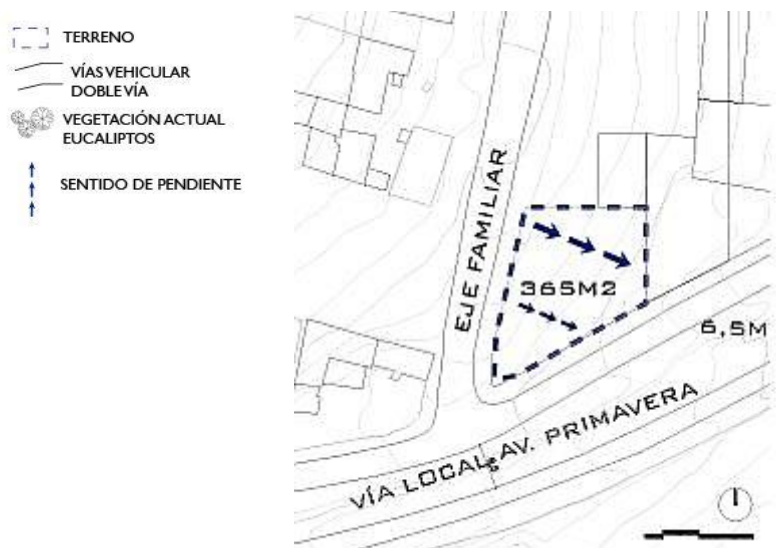 TERRENO
VÍAS VEHICULAR
DOBLE VÍA
VEGETACIÓN ACTUAL
EUCALIPTOS
SENTIDO DE PENDIENTE
EJE FAMILIAR
365M2
6,5M
VÍA LOCAL AV. PRIMAVERA